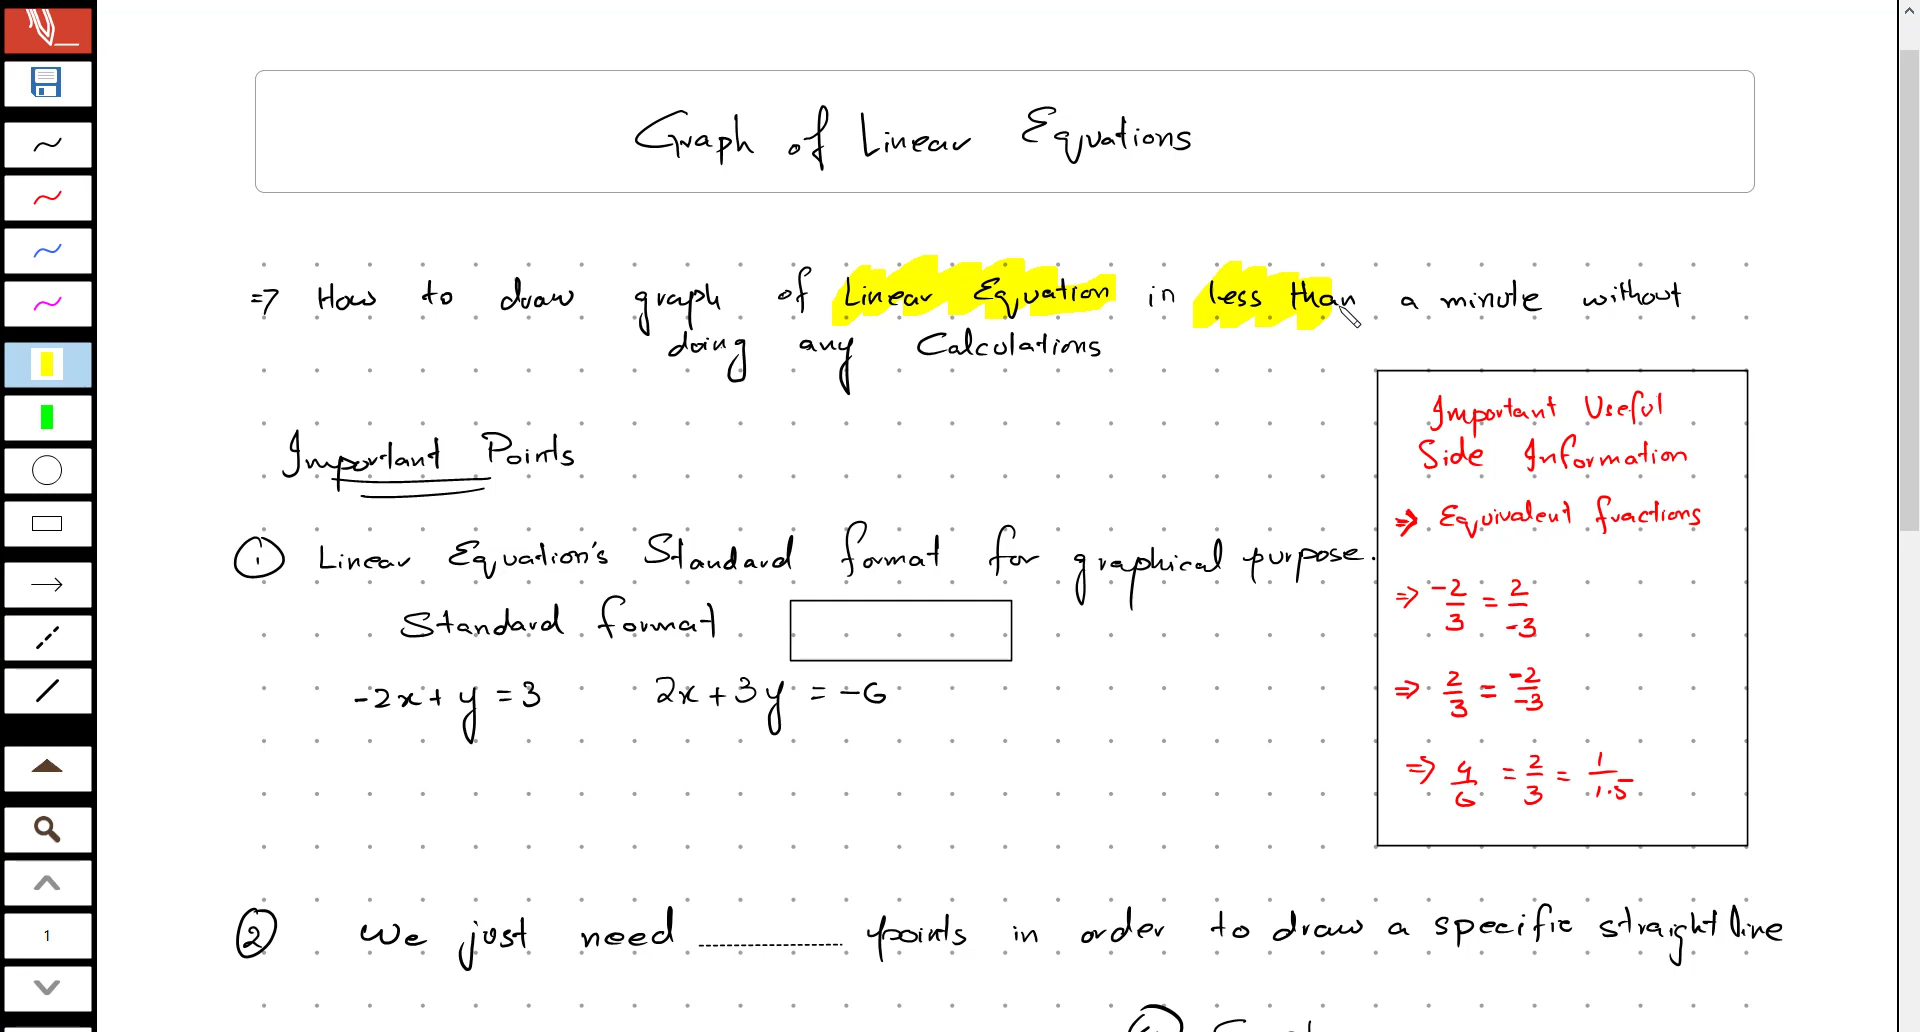 Graph of Linear Equations
=> How to draw graph of Linear Equation in less than a minute without
doing any Calculations
Important Points
① Linear Equation's Standard format for graphical purpose.
Standard format
-2x + y = 3 2x + 3y = -6
Important Useful
Side Information
=> Equivalent fractions
=> -2/3 = 2/-3
=> 2/3 = -2/-3
=> 4/6 = 2/3 = 1/1.5
② We just need .................. points in order to draw a specific straight line
1